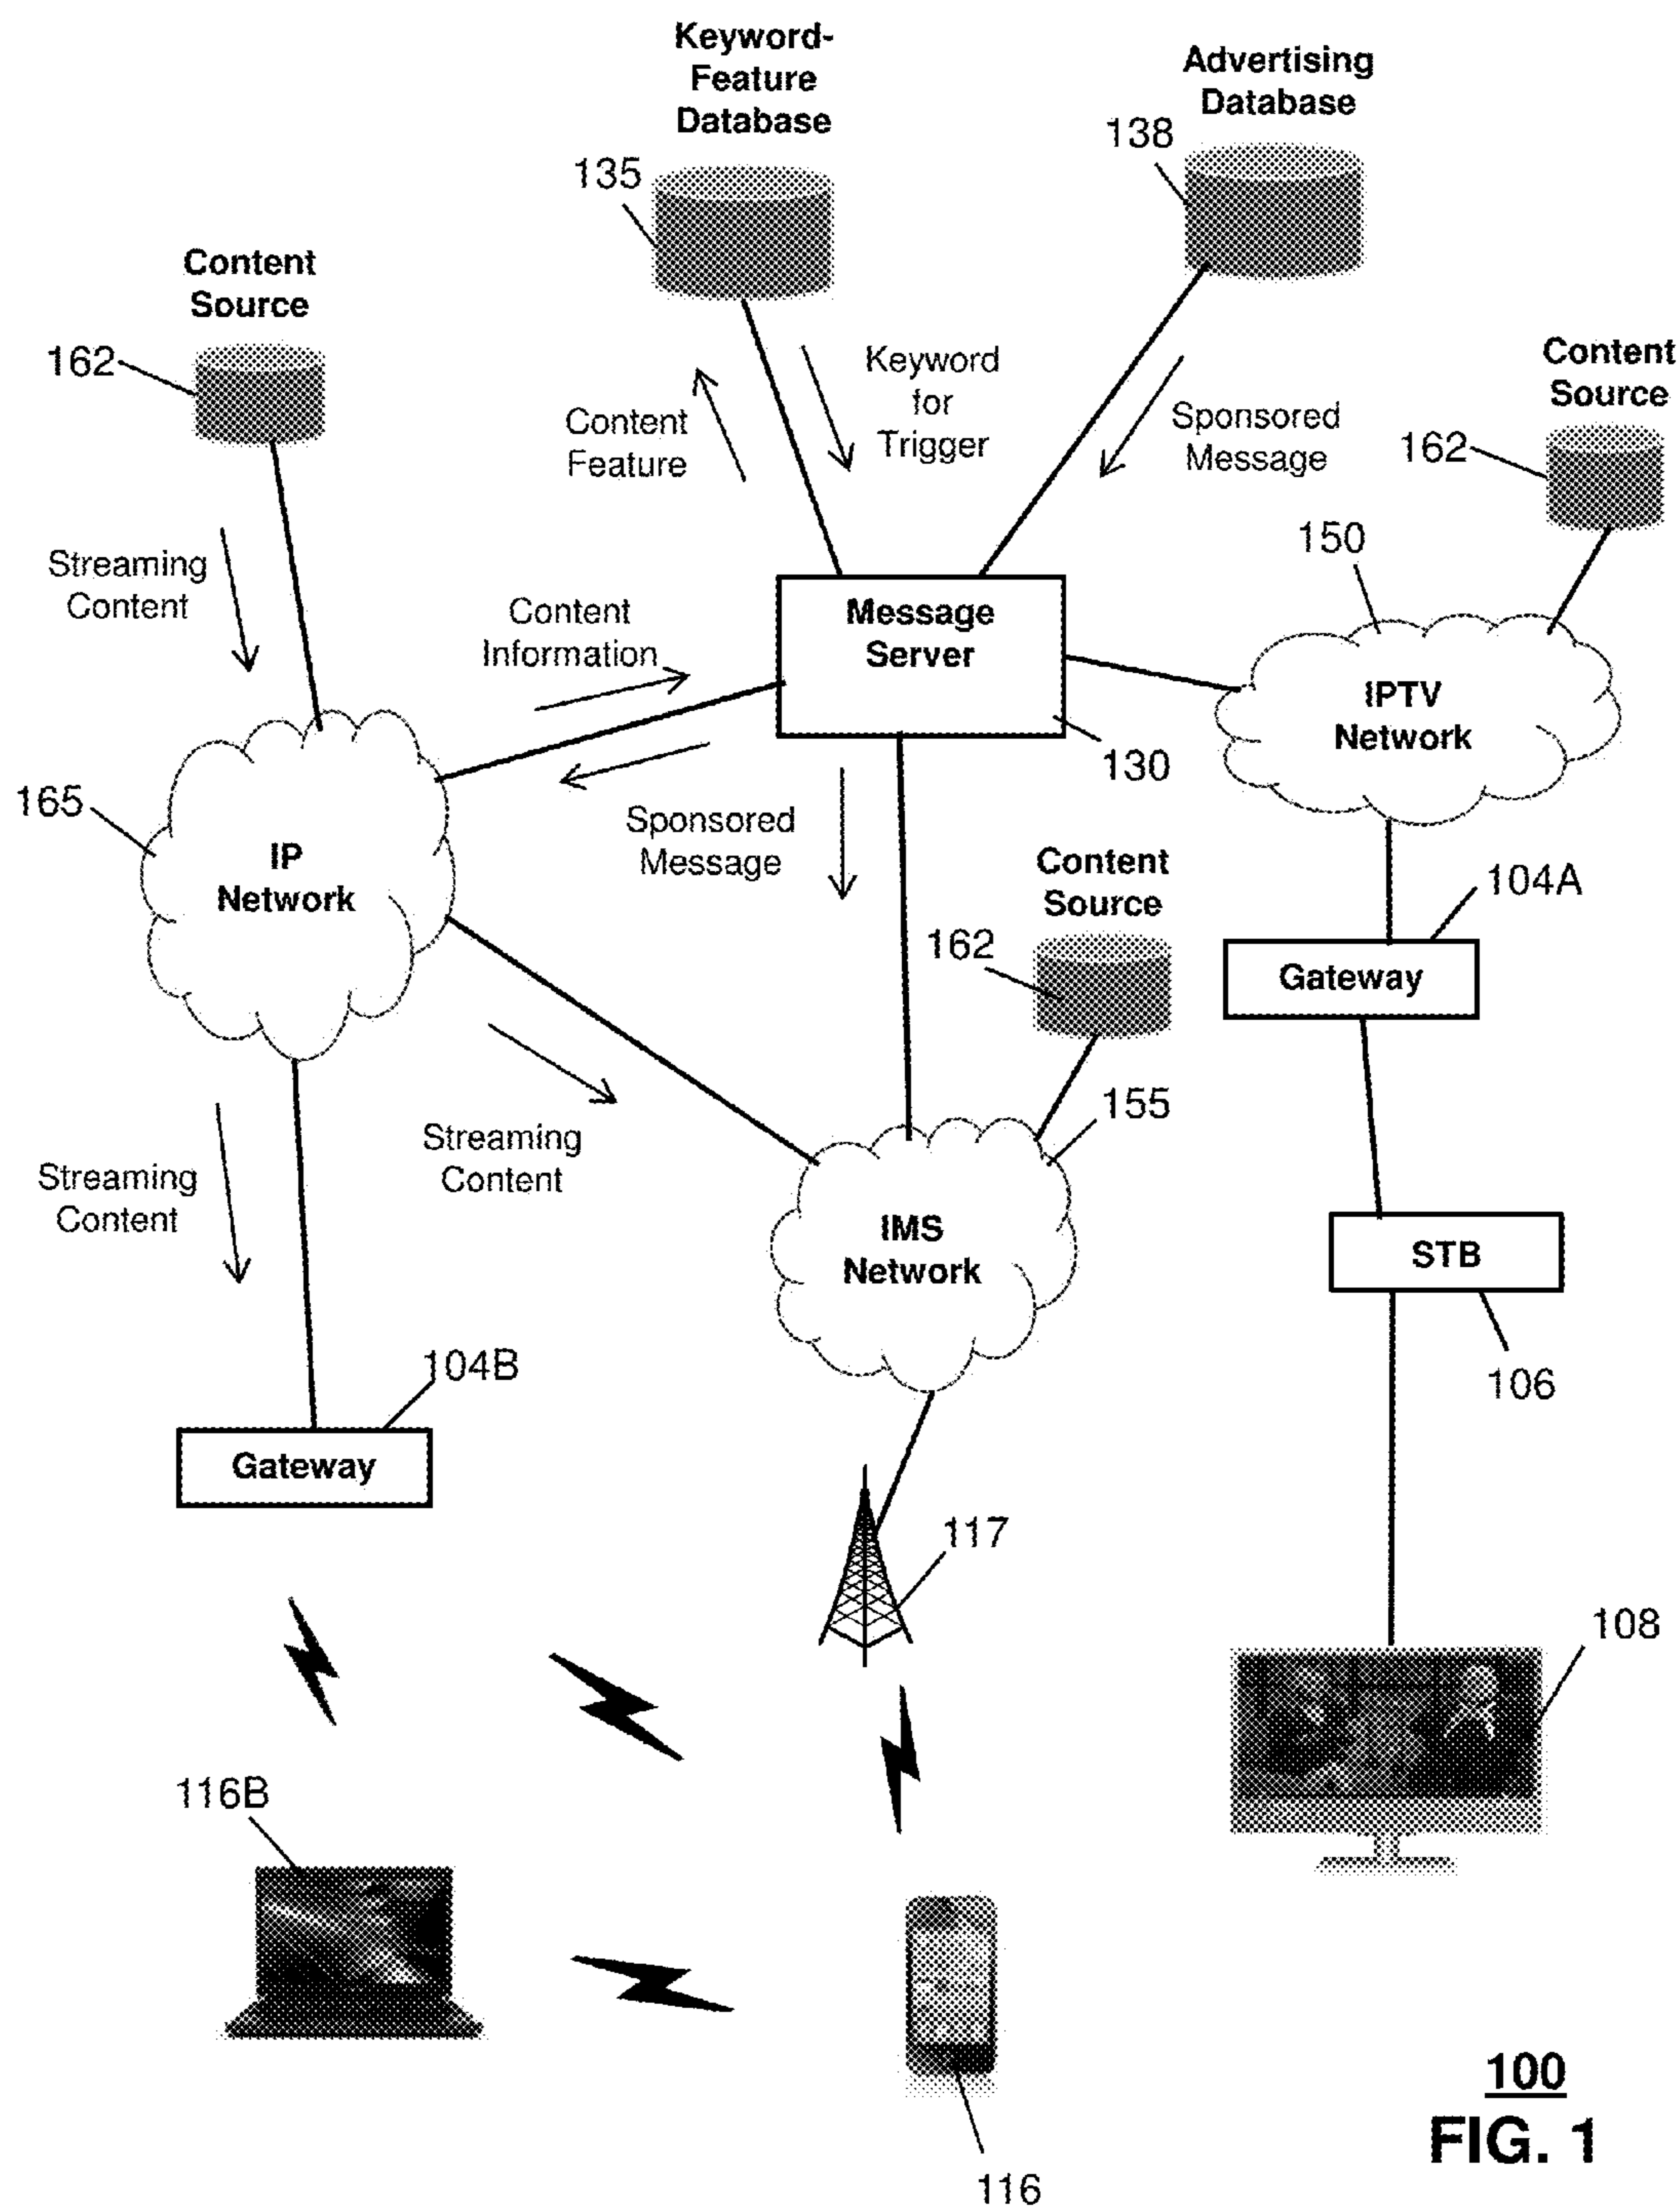 Keyword-
Feature
Database
135
Advertising
Database
138
Content
Source
162
Content
Feature
Keyword
for
Trigger
Sponsored
Message
Content
Source
162
150
Streaming
Content
Content
Information
Message
Server
130
IPTV
Network
165
IP
Network
Sponsored
Message
Content
Source
162
104A
Gateway
155
Streaming
Content
Streaming
Content
IMS
Network
STB
106
104B
Gateway
117
108
116B
116
100
FIG. 1